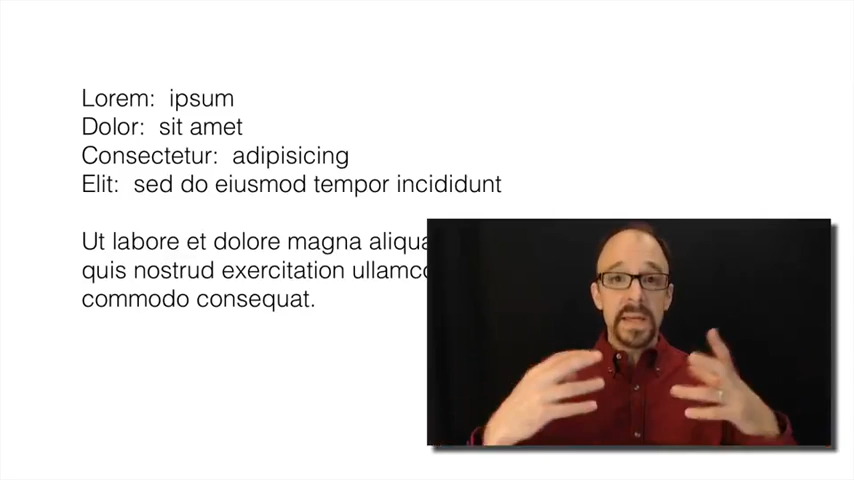 Lorem:  ipsum
Dolor:  sit amet
Consectetur:  adipisicing
Elit:  sed do eiusmod tempor incididunt
Ut labore et dolore magna aliqua
quis nostrud exercitation ullamco
commodo consequat.